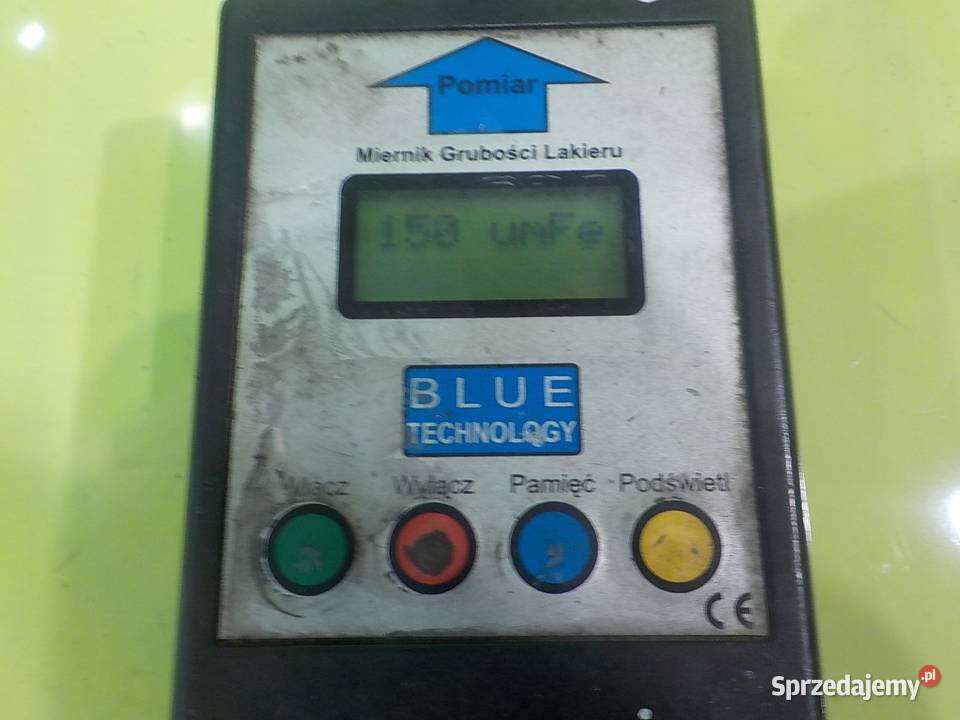 Pomiar
Miernik Grubości Lakieru
150 umFe
BLUE
TECHNOLOGY
Włącz Wyłącz Pamięć Podświetl
CE
Sprzedajemy.pl